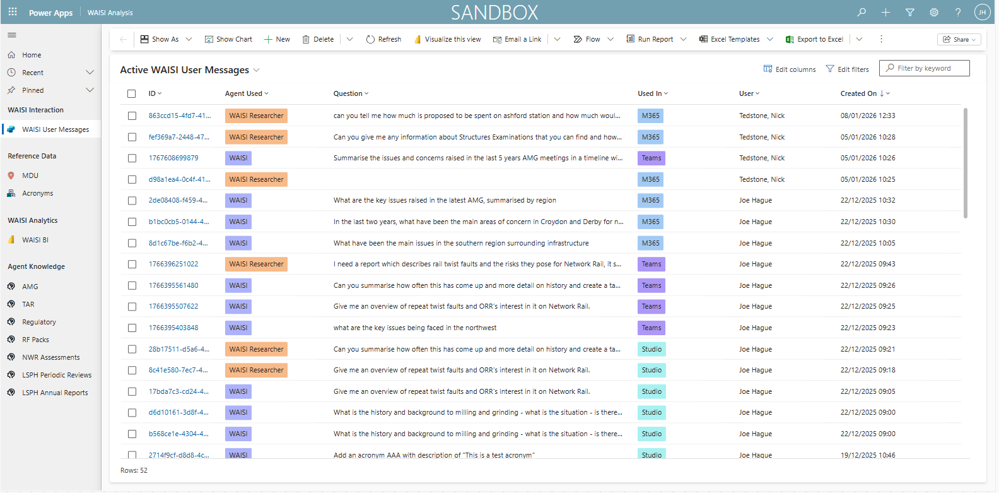 Power Apps WAISI Analysis SANDBOX JH
Show As Show Chart New Delete Refresh Visualize this view Email a Link Flow Run Report Excel Templates Export to Excel Share
Home
Recent
Pinned
WAISI Interaction
WAISI User Messages
Reference Data
MDU
Acronyms
WAISI Analytics
WAISI BI
Agent Knowledge
AMG
TAR
Regulatory
RF Packs
NWR Assessments
LSPH Periodic Reviews
LSPH Annual Reports
Active WAISI User Messages Edit columns Edit filters Filter by keyword
ID Agent Used Question Used In User Created On
863ccd15-4fd7-41... WAISI Researcher can you tell me how much is proposed to be spent on ashford station and how much woul... M365 Tedstone, Nick 08/01/2026 12:33
fef369a7-2448-47... WAISI Researcher Can you give me any information about Structures Examinations that you can find and how... M365 Tedstone, Nick 05/01/2026 10:28
1767608699879 WAISI Summarise the issues and concerns raised in the last 5 years AMG meetings in a timeline wi... Teams Tedstone, Nick 05/01/2026 10:26
d98a1ea4-0c4f-41... WAISI Researcher M365 Tedstone, Nick 05/01/2026 10:25
2de08408-f459-4... WAISI What are the key issues raised in the latest AMG, summarised by region M365 Joe Hague 22/12/2025 10:32
b1bc0cb5-0144-4... WAISI In the last two years, what have been the main areas of concern in Croydon and Derby for n... M365 Joe Hague 22/12/2025 10:30
8d1c67be-f6b2-4... WAISI What have been the main issues in the southern region surrounding infrastructure M365 Joe Hague 22/12/2025 10:05
1766396251022 WAISI Researcher I need a report which describes rail twist faults and the risks they pose for Network Rail, it s... Teams Joe Hague 22/12/2025 09:43
1766395561480 WAISI Can you summarise how often this has come up and more detail on history and create a ta... Teams Joe Hague 22/12/2025 09:26
1766395507622 WAISI Give me an overview of repeat twist faults and ORR's interest in it on Network Rail. Teams Joe Hague 22/12/2025 09:25
1766395403848 WAISI what are the key issues being faced in the northwest Teams Joe Hague 22/12/2025 09:23
28b17511-d5a6-4... WAISI Researcher Can you summarise how often this has come up and more detail on history and create a ta... Studio Joe Hague 22/12/2025 09:21
8c41e580-7ec7-4... WAISI Researcher Give me an overview of repeat twist faults and ORR's interest in it on Network Rail. Studio Joe Hague 22/12/2025 09:18
17bda7c3-cd24-4... WAISI Give me an overview of repeat twist faults and ORR's interest in it on Network Rail. Studio Joe Hague 22/12/2025 09:05
d6d10161-3d8f-4... WAISI What is the history and background to milling and grinding - what is the situation - is there... Studio Joe Hague 22/12/2025 09:00
b568ce1e-4304-4... WAISI What is the history and background to milling and grinding - what is the situation - is there... Studio Joe Hague 22/12/2025 09:00
2714f9cf-d8d8-4c... WAISI Add an acronym AAA with description of "This is a test acronym" Studio Joe Hague 19/12/2025 10:46
Rows: 52